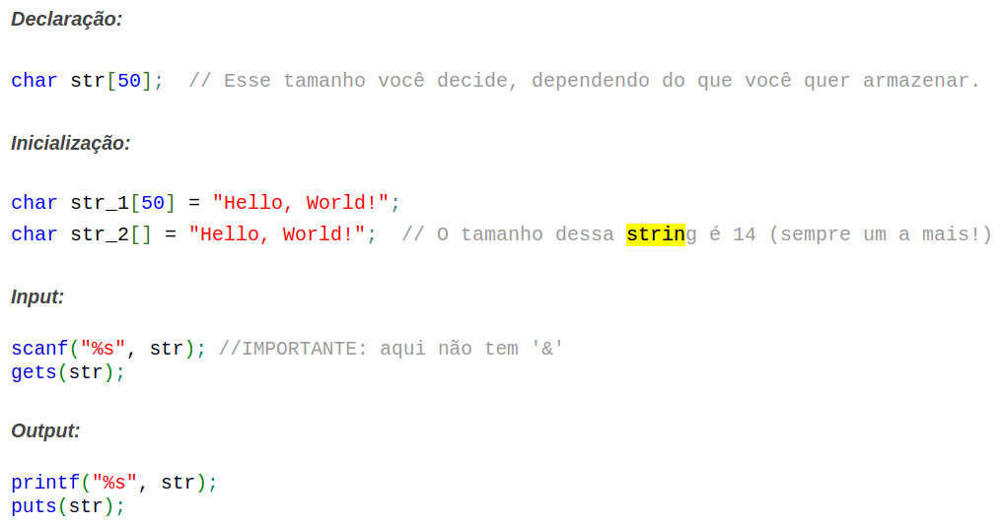 Declaração:
char str[50];  // Esse tamanho você decide, dependendo do que você quer armazenar.
Inicialização:
char str_1[50] = "Hello, World!";
char str_2[] = "Hello, World!";  // O tamanho dessa string é 14 (sempre um a mais!)
Input:
scanf("%s", str); //IMPORTANTE: aqui não tem '&'
gets(str);
Output:
printf("%s", str);
puts(str);